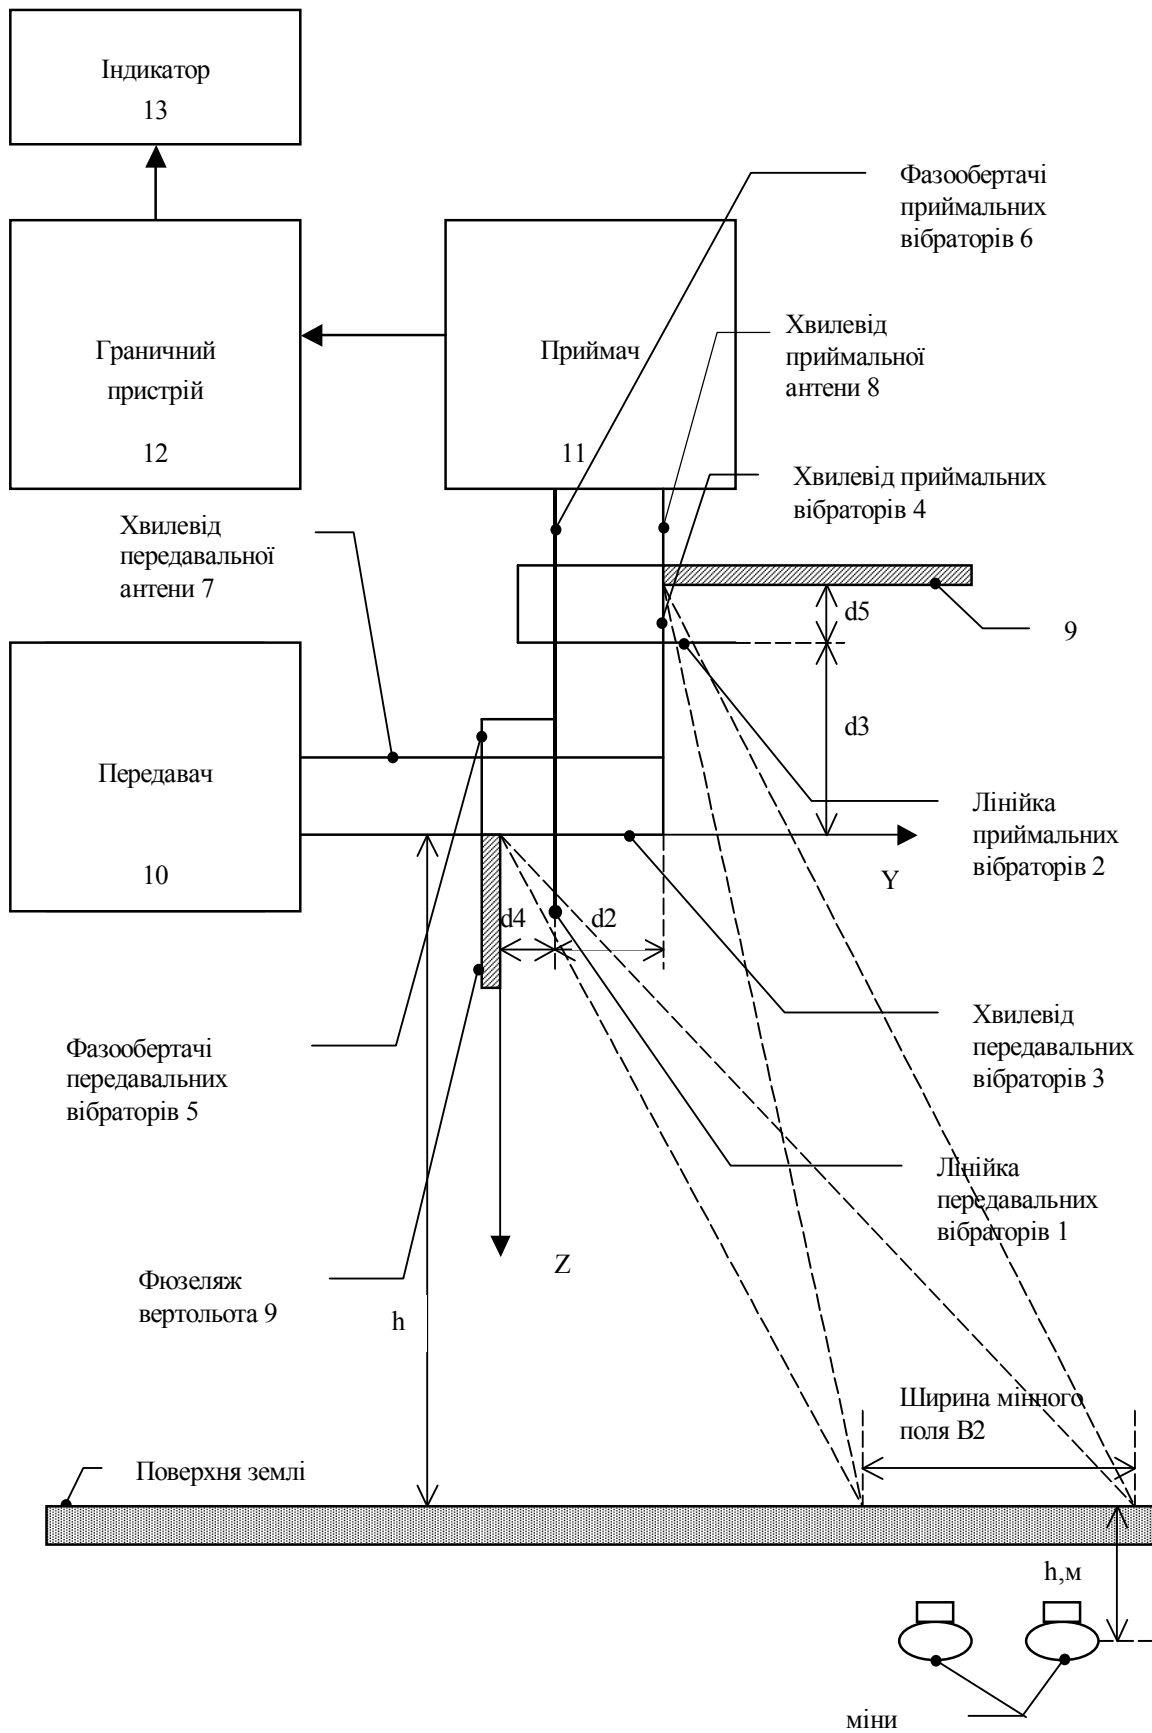 Індикатор
13
Фазообертачі
приймальних
вібраторів 6
Граничний
пристрій
12
Приймач
11
Хвилевід
приймальної
антени 8
Хвилевід приймальних
вібраторів 4
Хвилевід
передавальної
антени 7
d5
9
d3
Передавач
10
Лінійка
приймальних
вібраторів 2
Y
d4
d2
Хвилевід
передавальних
вібраторів 3
Фазообертачі
передавальних
вібраторів 5
Лінійка
передавальних
вібраторів 1
Z
Фюзеляж
вертольота 9
h
Ширина мінного
поля В2
Поверхня землі
h,м
міни